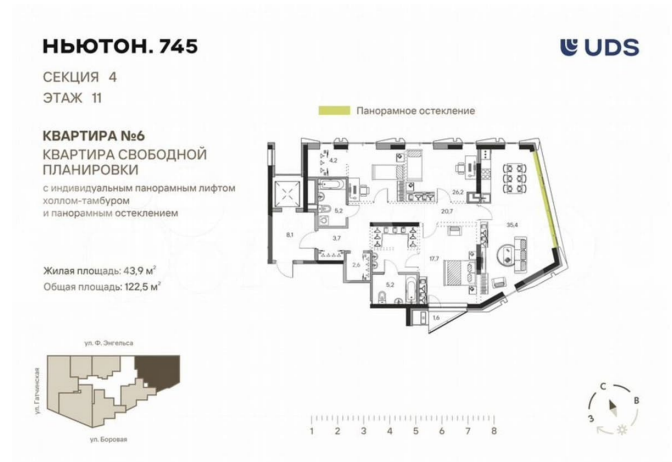 НЬЮТОН. 745
UDS
СЕКЦИЯ 4
ЭТАЖ 11
Панорамное остекление
КВАРТИРА №6
КВАРТИРА СВОБОДНОЙ
ПЛАНИРОВКИ
с индивидуальным панорамным лифтом
холлом-тамбуром
и панорамным остеклением
Жилая площадь: 43,9 м²
Общая площадь: 122,5 м²
4.2
26.2
5.2
20,7
35,4
8,1
3,7
17.7
2,6
5.2
1,6
ул. Ф. Энгельса
ул. Гатчинская
ул. Боровая
1 2 3 4 5 6 7 8
С
В
З